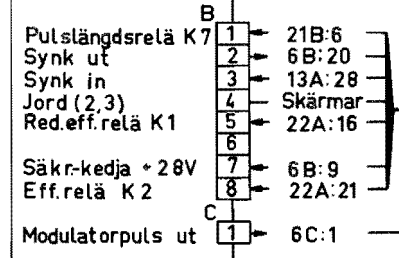 B
Pulslängdsrelä K7 1 21B:6
Synk ut 2 6B:20
Synk in 3 13A:28
Jord (2,3) 4 Skärmar
Red.eff.relä K1 5 22A:16
6
Säkr.-kedja +28V 7 6B:9
Eff.relä K2 8 22A:21
C
Modulatorpuls ut 1 6C:1